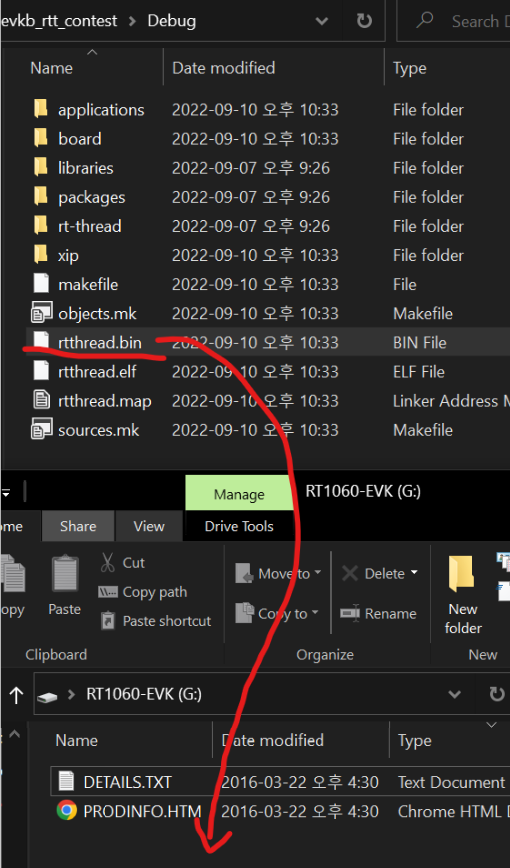 evkb_rtt_contest > Debug
Search
Name Date modified Type
applications 2022-09-10 오후 10:33 File folder
board 2022-09-10 오후 10:33 File folder
libraries 2022-09-07 오후 9:26 File folder
packages 2022-09-07 오후 9:26 File folder
rt-thread 2022-09-07 오후 9:26 File folder
xip 2022-09-10 오후 10:33 File folder
makefile 2022-09-10 오후 10:33 File
objects.mk 2022-09-10 오후 10:33 Makefile
rtthread.bin 2022-09-10 오후 10:33 BIN File
rtthread.elf 2022-09-10 오후 10:33 ELF File
rtthread.map 2022-09-10 오후 10:33 Linker Address M
sources.mk 2022-09-10 오후 10:33 Makefile
Manage RT1060-EVK (G:)
ome Share View Drive Tools
opy Paste Cut Copy path Paste shortcut
Move to Copy to Delete Rename
New folder
Clipboard Organize New
RT1060-EVK (G:)
Name Date modified Type
DETAILS.TXT 2016-03-22 오후 4:30 Text Document
PRODINFO.HTM 2016-03-22 오후 4:30 Chrome HTML D